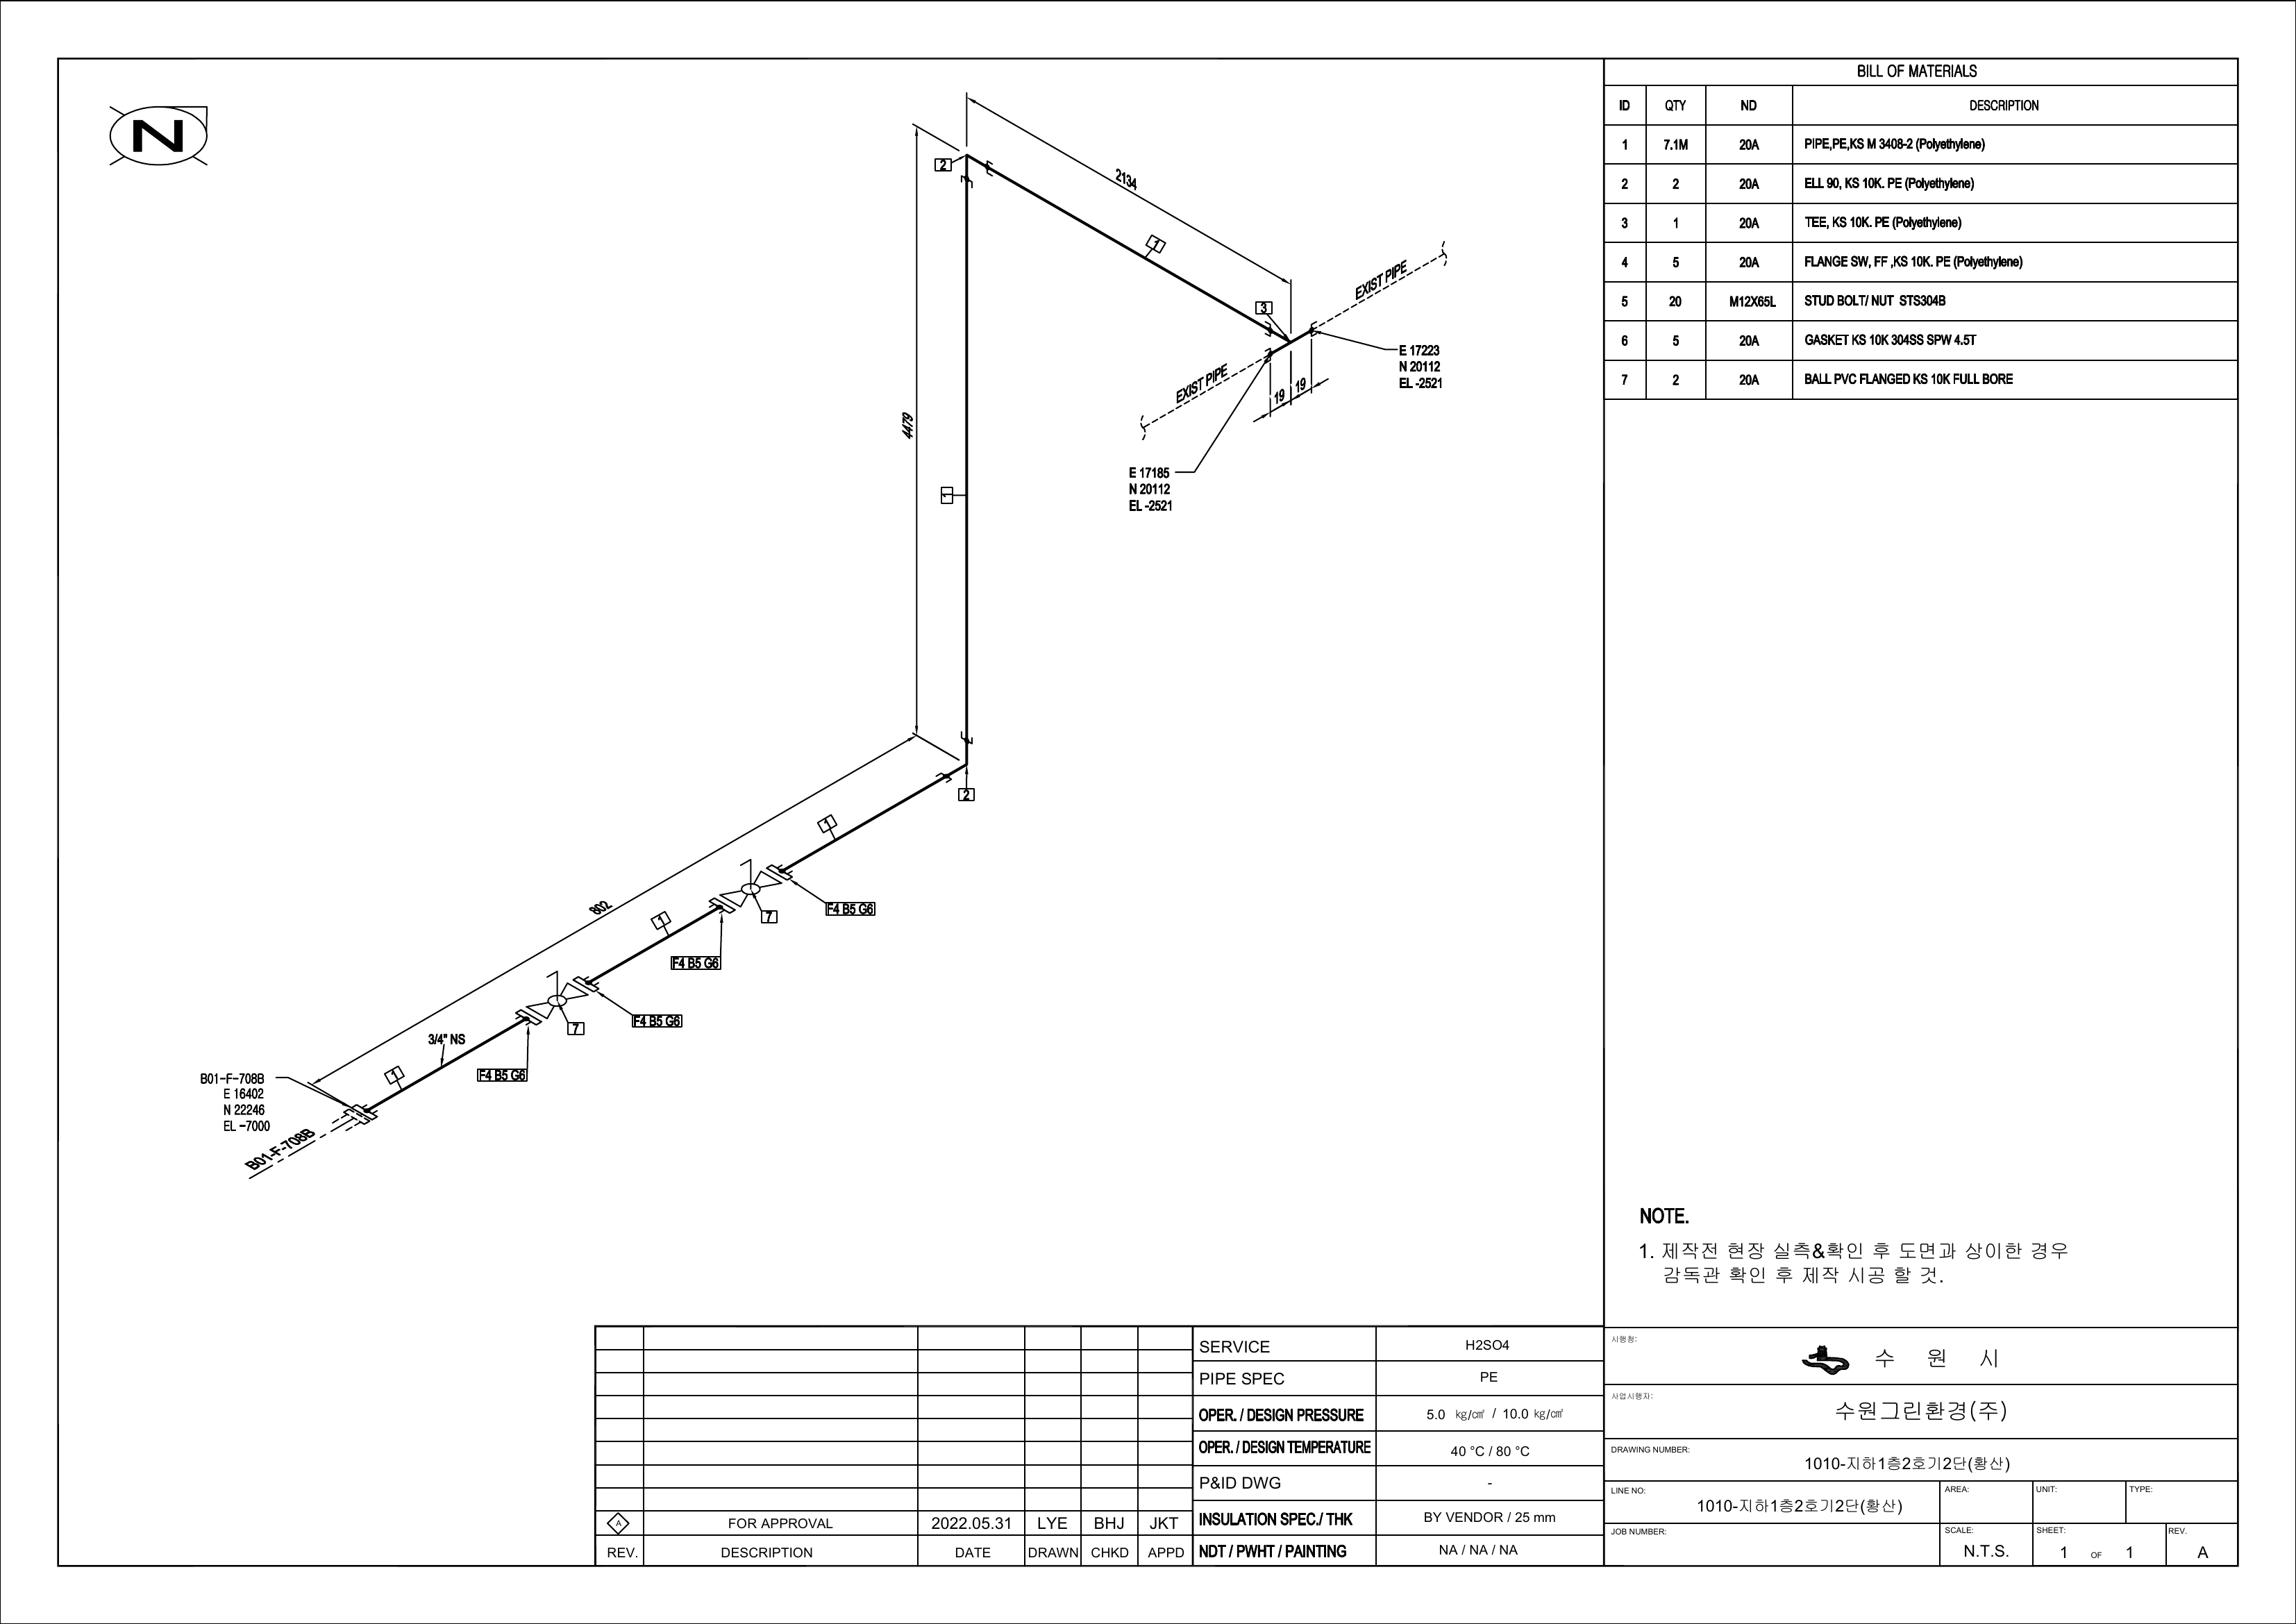 N
2
2134
1
3
EXIST PIPE
E 17223
N 20112
EL -2521
EXIST PIPE
19
19
4479
E 17185
N 20112
EL -2521
1
2
1
802
7
F4 B5 G6
1
F4 B5 G6
7
F4 B5 G6
3/4" NS
1
F4 B5 G6
B01-F-708B
E 16402
N 22246
EL -7000
B01-F-708B
BILL OF MATERIALS
ID QTY ND DESCRIPTION
1 7.1M 20A PIPE,PE,KS M 3408-2 (Polyethylene)
2 2 20A ELL 90, KS 10K. PE (Polyethylene)
3 1 20A TEE, KS 10K. PE (Polyethylene)
4 5 20A FLANGE SW, FF ,KS 10K. PE (Polyethylene)
5 20 M12X65L STUD BOLT/ NUT STS304B
6 5 20A GASKET KS 10K 304SS SPW 4.5T
7 2 20A BALL PVC FLANGED KS 10K FULL BORE
NOTE.
1. 제작전 현장 실측&확인 후 도면과 상이한 경우
감독관 확인 후 제작 시공 할 것.
A FOR APPROVAL 2022.05.31 LYE BHJ JKT
REV. DESCRIPTION DATE DRAWN CHKD APPD
SERVICE H2SO4
PIPE SPEC PE
OPER. / DESIGN PRESSURE 5.0 ㎏/㎠ / 10.0 ㎏/㎠
OPER. / DESIGN TEMPERATURE 40 °C / 80 °C
P&ID DWG -
INSULATION SPEC./ THK BY VENDOR / 25 mm
NDT / PWHT / PAINTING NA / NA / NA
시행청:
수 원 시
사업시행자:
수원그린환경(주)
DRAWING NUMBER:
1010-지하1층2호기2단(황산)
LINE NO: AREA: UNIT: TYPE:
1010-지하1층2호기2단(황산)
JOB NUMBER: SCALE: SHEET: REV.
N.T.S. 1 OF 1 A